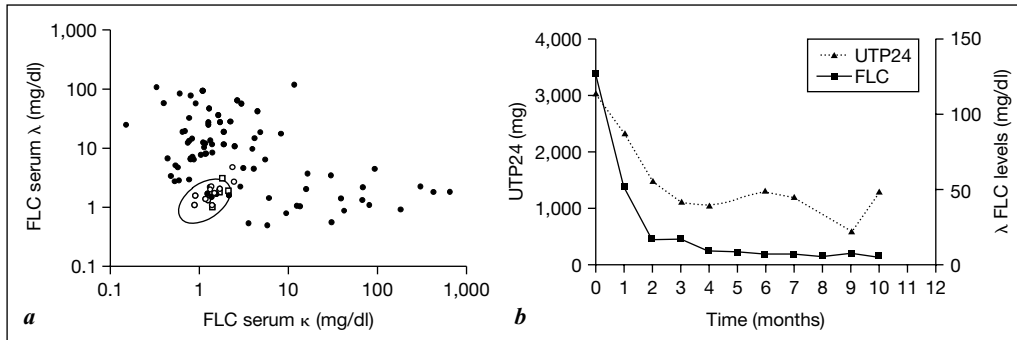 1,000
100
10
1
0.1
FLC serum λ (mg/dl)
0.1 1 10 100 1,000
FLC serum κ (mg/dl)
a
4,000
3,000
2,000
1,000
0
UTP24 (mg)
UTP24
FLC
150
100
50
0
λ FLC levels (mg/dl)
0 1 2 3 4 5 6 7 8 9 10 11 12
Time (months)
b